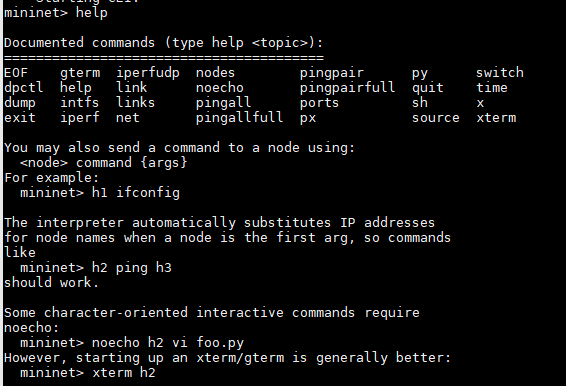 mininet> help
Documented commands (type help <topic>):
========================================
EOF    gterm  iperfudp  nodes        pingpair      py      switch
dpctl  help   link      noecho       pingpairfull  quit    time
dump   intfs  links     pingall      ports         sh      x
exit   iperf  net       pingallfull  px            source  xterm
You may also send a command to a node using:
  <node> command {args}
For example:
  mininet> h1 ifconfig
The interpreter automatically substitutes IP addresses
for node names when a node is the first arg, so commands
like
  mininet> h2 ping h3
should work.
Some character-oriented interactive commands require
noecho:
  mininet> noecho h2 vi foo.py
However, starting up an xterm/gterm is generally better:
  mininet> xterm h2